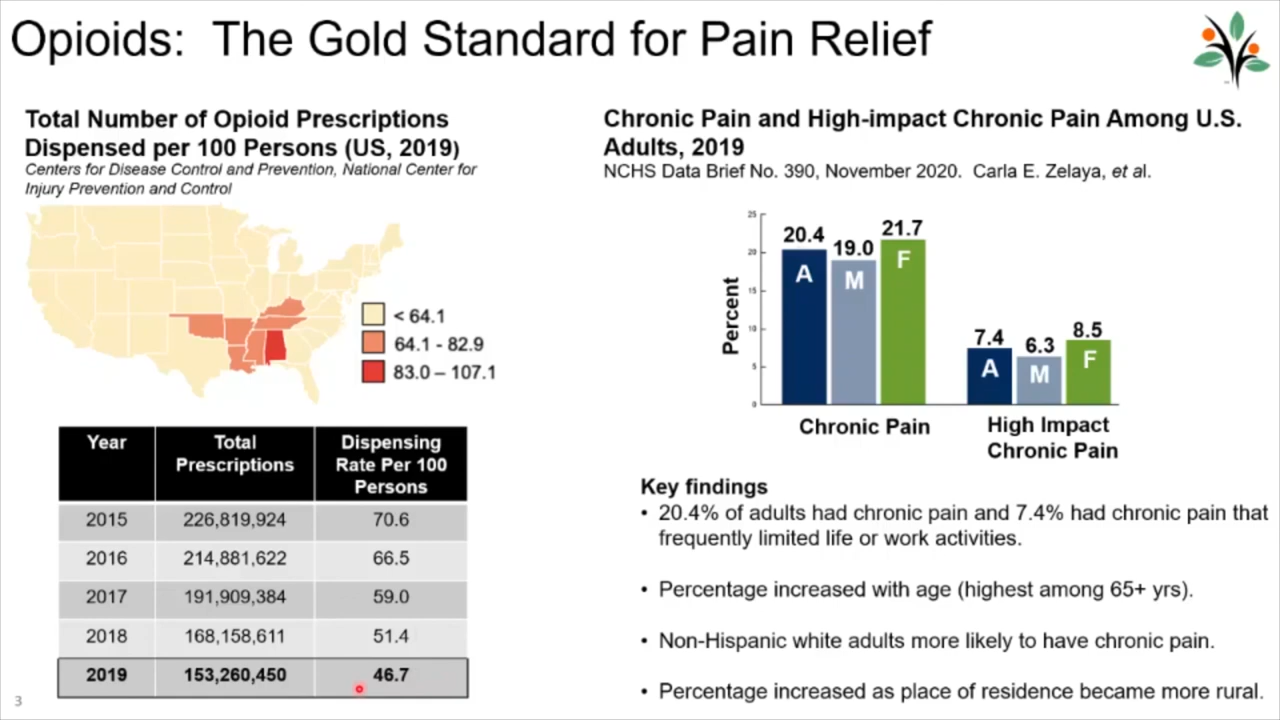 Opioids:  The Gold Standard for Pain Relief
Total Number of Opioid Prescriptions
Dispensed per 100 Persons (US, 2019)
Centers for Disease Control and Prevention, National Center for
Injury Prevention and Control
< 64.1
64.1 - 82.9
83.0 – 107.1
Year Total Prescriptions Dispensing Rate Per 100 Persons
2015 226,819,924 70.6
2016 214,881,622 66.5
2017 191,909,384 59.0
2018 168,158,611 51.4
2019 153,260,450 46.7
3
Chronic Pain and High-impact Chronic Pain Among U.S.
Adults, 2019
NCHS Data Brief No. 390, November 2020.  Carla E. Zelaya, et al.
Percent
25
20
15
10
5
0
20.4 19.0 21.7
A M F
7.4 6.3 8.5
A M F
Chronic Pain
High Impact
Chronic Pain
Key findings
• 20.4% of adults had chronic pain and 7.4% had chronic pain that
frequently limited life or work activities.
• Percentage increased with age (highest among 65+ yrs).
• Non-Hispanic white adults more likely to have chronic pain.
• Percentage increased as place of residence became more rural.